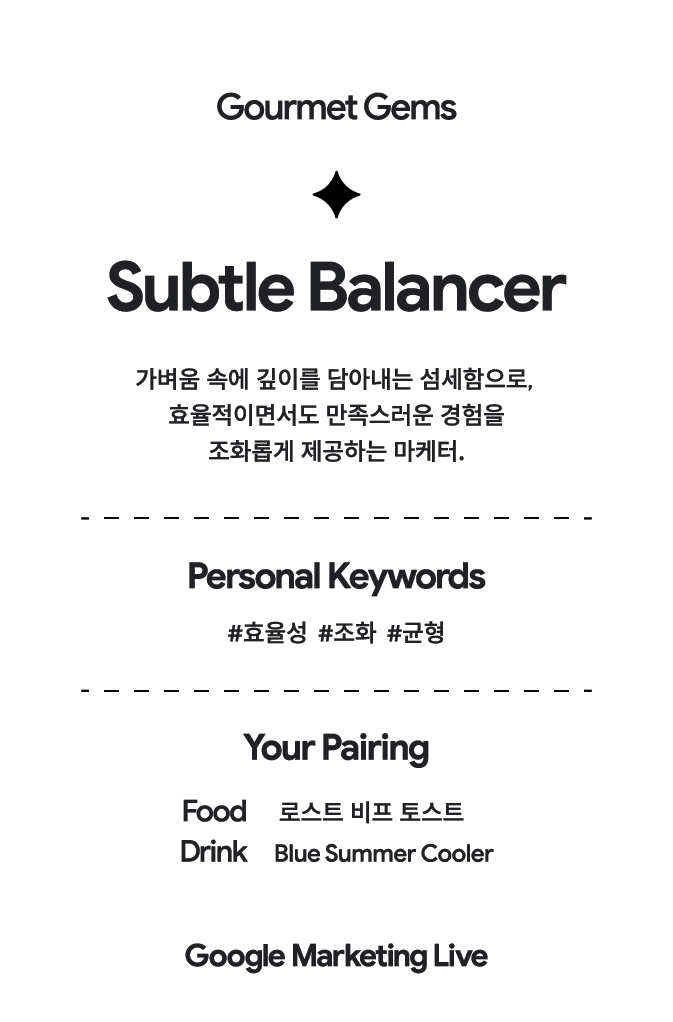 Gourmet Gems
Subtle Balancer
가벼움 속에 깊이를 담아내는 섬세함으로,
효율적이면서도 만족스러운 경험을
조화롭게 제공하는 마케터.
Personal Keywords
#효율성 #조화 #균형
Your Pairing
Food 로스트 비프 토스트
Drink Blue Summer Cooler
Google Marketing Live